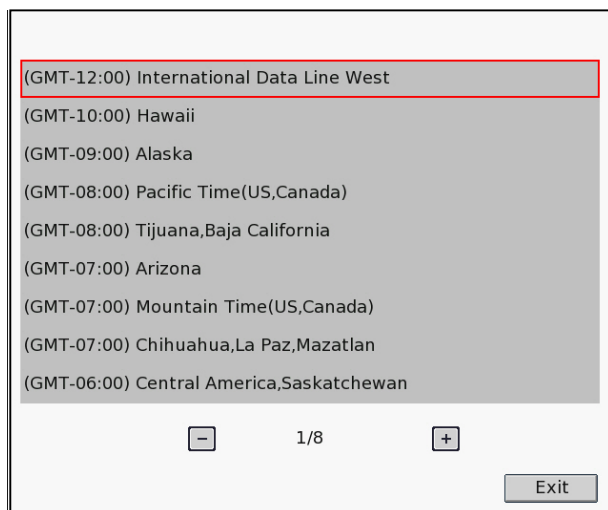 (GMT-12:00) International Data Line West
(GMT-10:00) Hawaii
(GMT-09:00) Alaska
(GMT-08:00) Pacific Time(US,Canada)
(GMT-08:00) Tijuana,Baja California
(GMT-07:00) Arizona
(GMT-07:00) Mountain Time(US,Canada)
(GMT-07:00) Chihuahua,La Paz,Mazatlan
(GMT-06:00) Central America,Saskatchewan
− 1/8 +
Exit